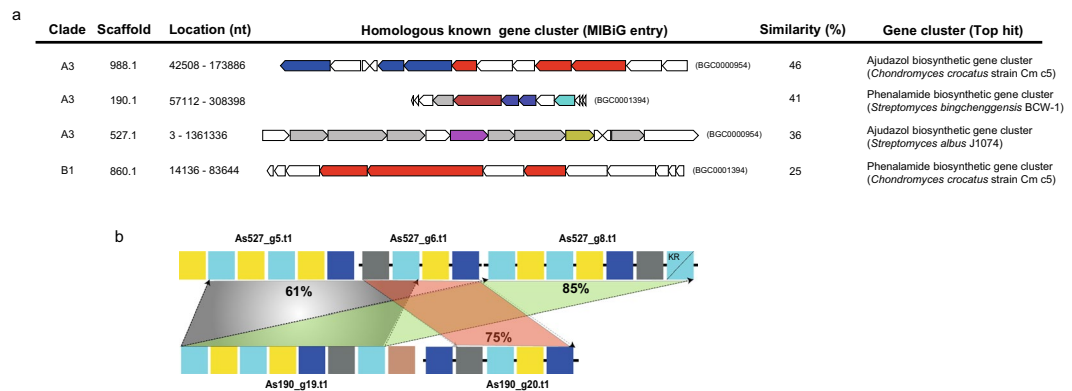 a
Clade Scaffold Location (nt) Homologous known gene cluster (MIBiG entry) Similarity (%) Gene cluster (Top hit)
A3 988.1 42508 - 173886 (BGC0000954) 46 Ajudazol biosynthetic gene cluster
(Chondromyces crocatus strain Cm c5)
A3 190.1 57112 - 308398 (BGC0001394) 41 Phenalamide biosynthetic gene cluster
(Streptomyces bingchenggensis BCW-1)
A3 527.1 3 - 1361336 (BGC0000954) 36 Ajudazol biosynthetic gene cluster
(Streptomyces albus J1074)
B1 860.1 14136 - 83644 (BGC0001394) 25 Phenalamide biosynthetic gene cluster
(Chondromyces crocatus strain Cm c5)
b
As527_g5.t1 As527_g6.t1 As527_g8.t1
KR
61% 85%
75%
As190_g19.t1 As190_g20.t1